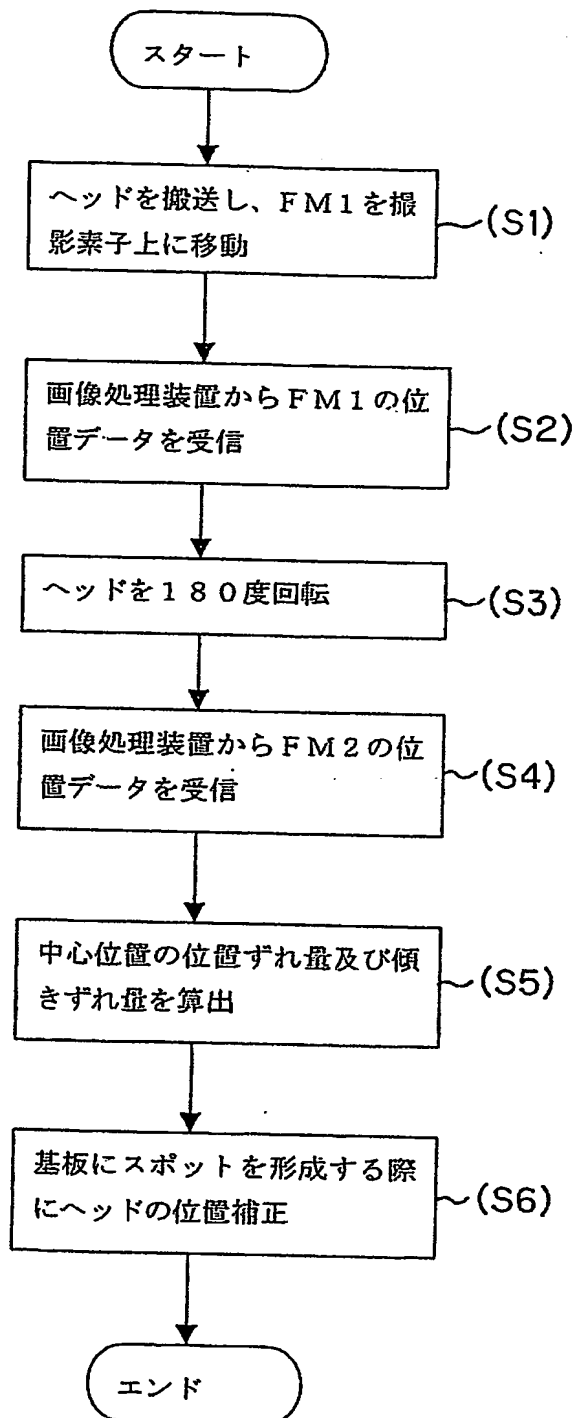 スタート
ヘッドを搬送し、FM1を撮
影素子上に移動
(S1)
画像処理装置からFM1の位
置データを受信
(S2)
ヘッドを180度回転
(S3)
画像処理装置からFM2の位
置データを受信
(S4)
中心位置の位置ずれ量及び傾
きずれ量を算出
(S5)
基板にスポットを形成する際
にヘッドの位置補正
(S6)
エンド